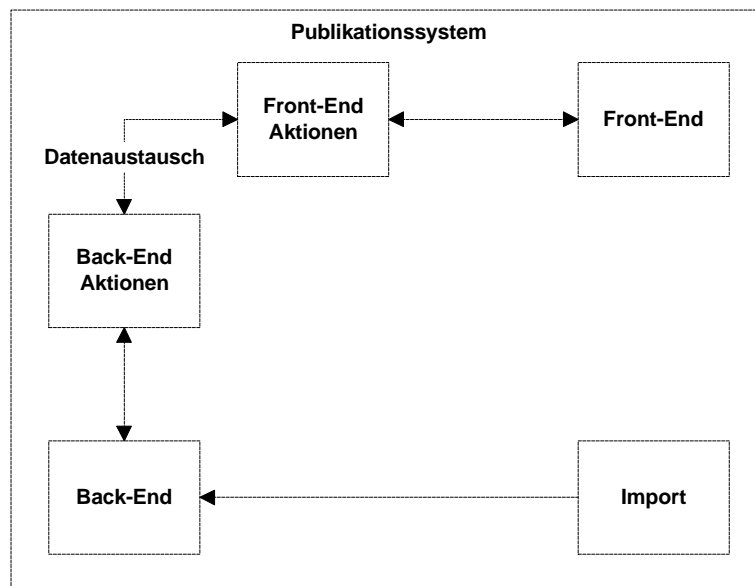 Publikationssystem
Front-End
Aktionen
Front-End
Datenaustausch
Back-End
Aktionen
Back-End
Import